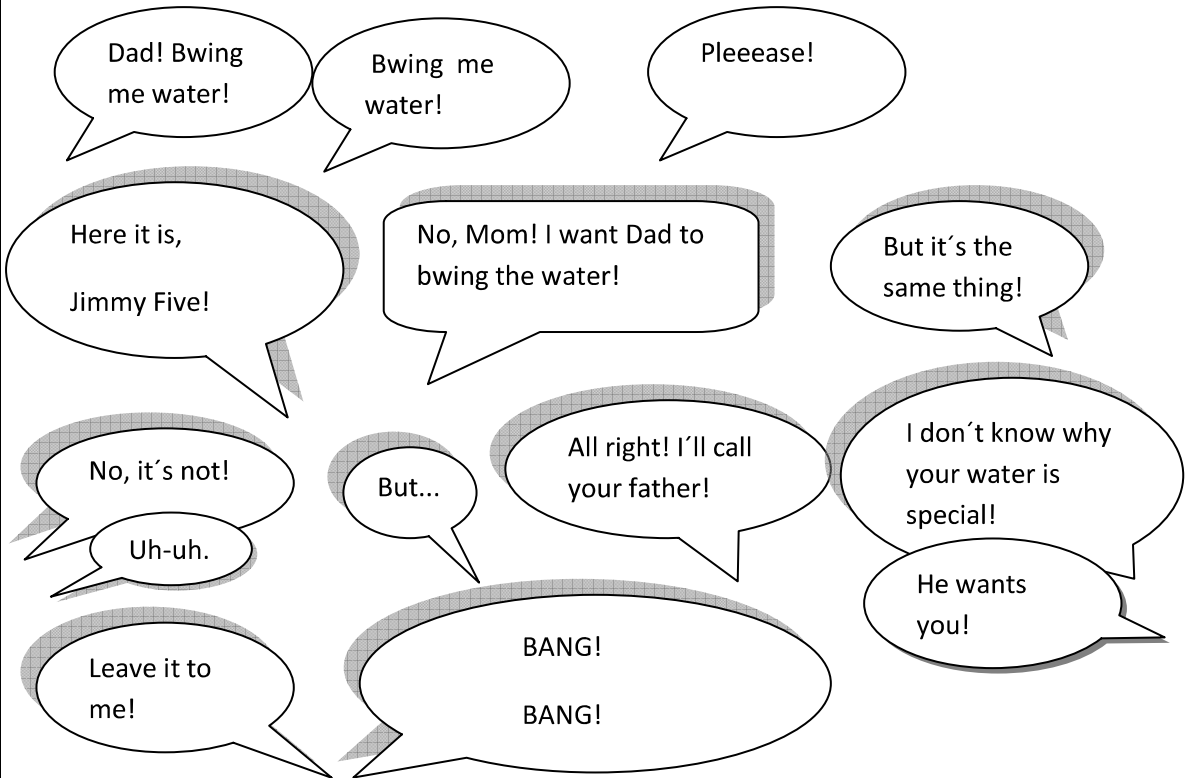 Dad! Bwing
me water!
Bwing me
water!
Pleeease!
Here it is,
Jimmy Five!
No, Mom! I want Dad to
bwing the water!
But it´s the
same thing!
No, it´s not!
Uh-uh.
But...
All right! I´ll call
your father!
I don´t know why
your water is
special!
He wants
you!
Leave it to
me!
BANG!
BANG!